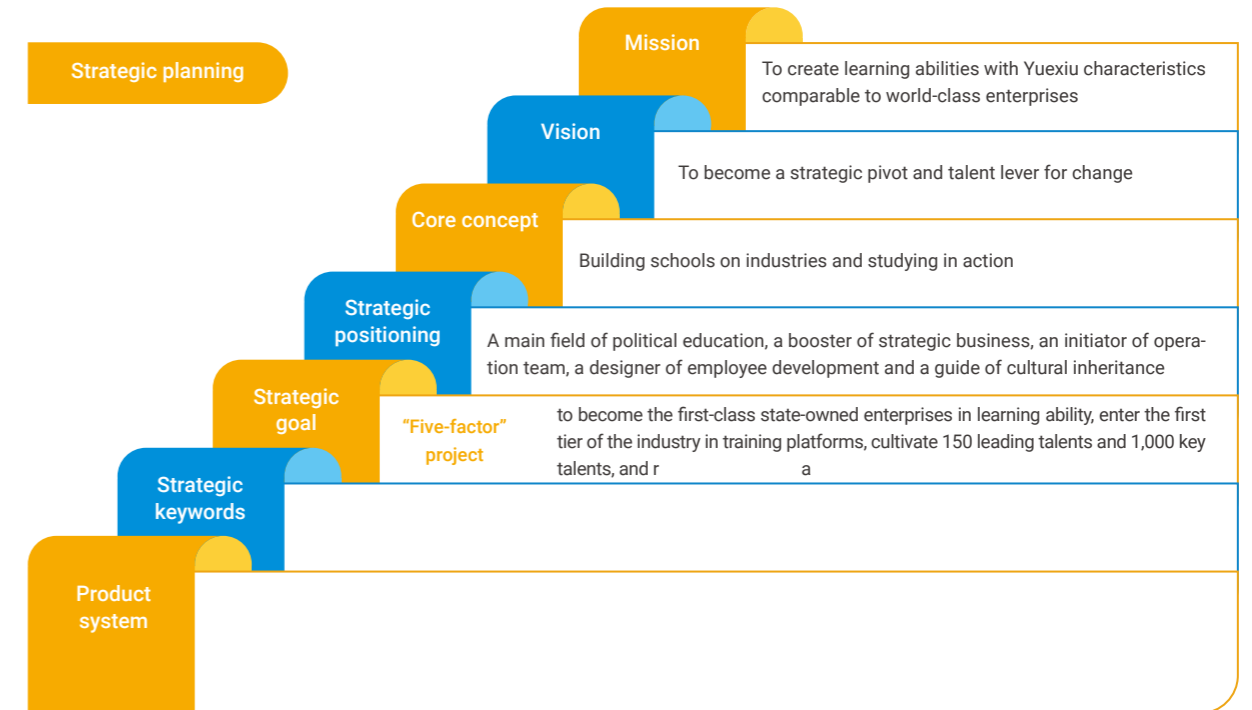 Strategic planning
Mission
To create learning abilities with Yuexiu characteristics
comparable to world-class enterprises
Vision
To become a strategic pivot and talent lever for change
Core concept
Building schools on industries and studying in action
Strategic
positioning
A main field of political education, a booster of strategic business, an initiator of opera-
tion team, a designer of employee development and a guide of cultural inheritance
Strategic
goal
“Five-factor”
project
to become the first-class state-owned enterprises in learning ability, enter the first
tier of the industry in training platforms, cultivate 150 leading talents and 1,000 key
talents, and r a
Strategic
keywords
Product
system